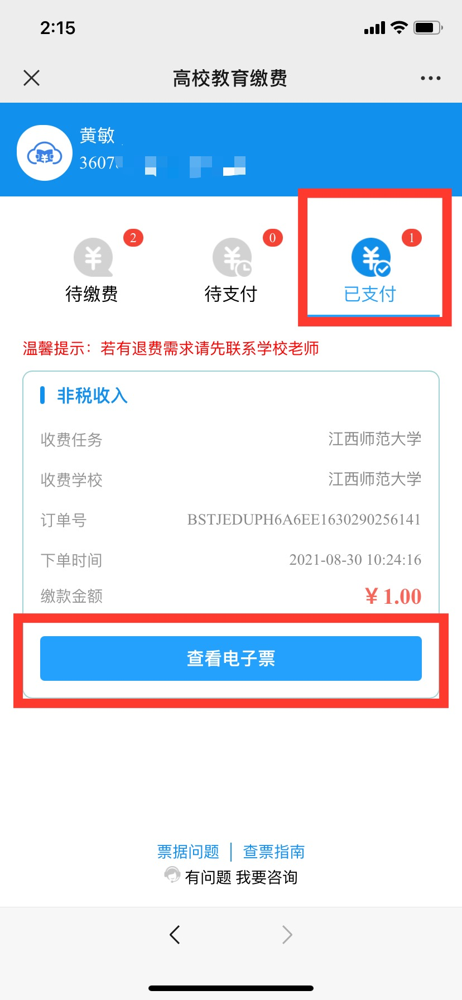 2:15
高校教育缴费
黄敏
3607
2
0
1
待缴费
待支付
已支付
温馨提示：若有退费需求请先联系学校老师
非税收入
收费任务 江西师范大学
收费学校 江西师范大学
订单号 BSTJEDUPH6A6EE1630290256141
下单时间 2021-08-30 10:24:16
缴款金额 ¥ 1.00
查看电子票
票据问题 | 查票指南
有问题 我要咨询